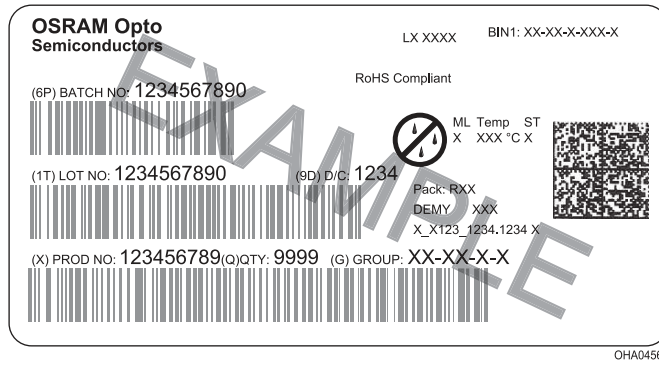 OSRAM Opto
Semiconductors
LX XXXX
BIN1: XX-XX-X-XXX-X
RoHS Compliant
(6P) BATCH NO: 1234567890
ML Temp ST
X XXX °C X
(1T) LOT NO: 1234567890 (9D) D/C: 1234
Pack: RXX
DEMY XXX
X_X123_1234.1234 X
(X) PROD NO: 123456789(Q)QTY: 9999 (G) GROUP: XX-XX-X-X
EXAMPLE
OHA0456